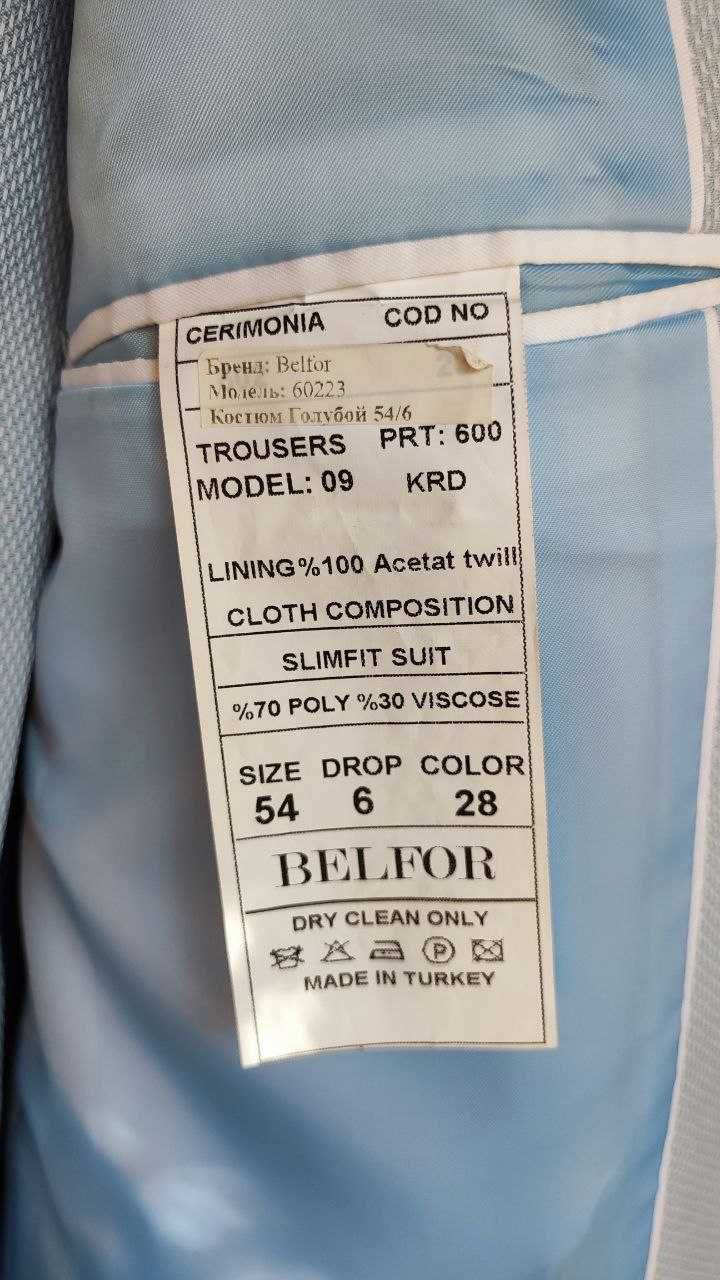 CERIMONIA COD NO
Бренд: Belfor
Модель: 60223
Костюм Голубой 54/6
TROUSERS PRT: 600
MODEL: 09 KRD
LINING%100 Acetat twill
CLOTH COMPOSITION
SLIMFIT SUIT
%70 POLY %30 VISCOSE
SIZE DROP COLOR
54 6 28
BELFOR
DRY CLEAN ONLY
P
MADE IN TURKEY